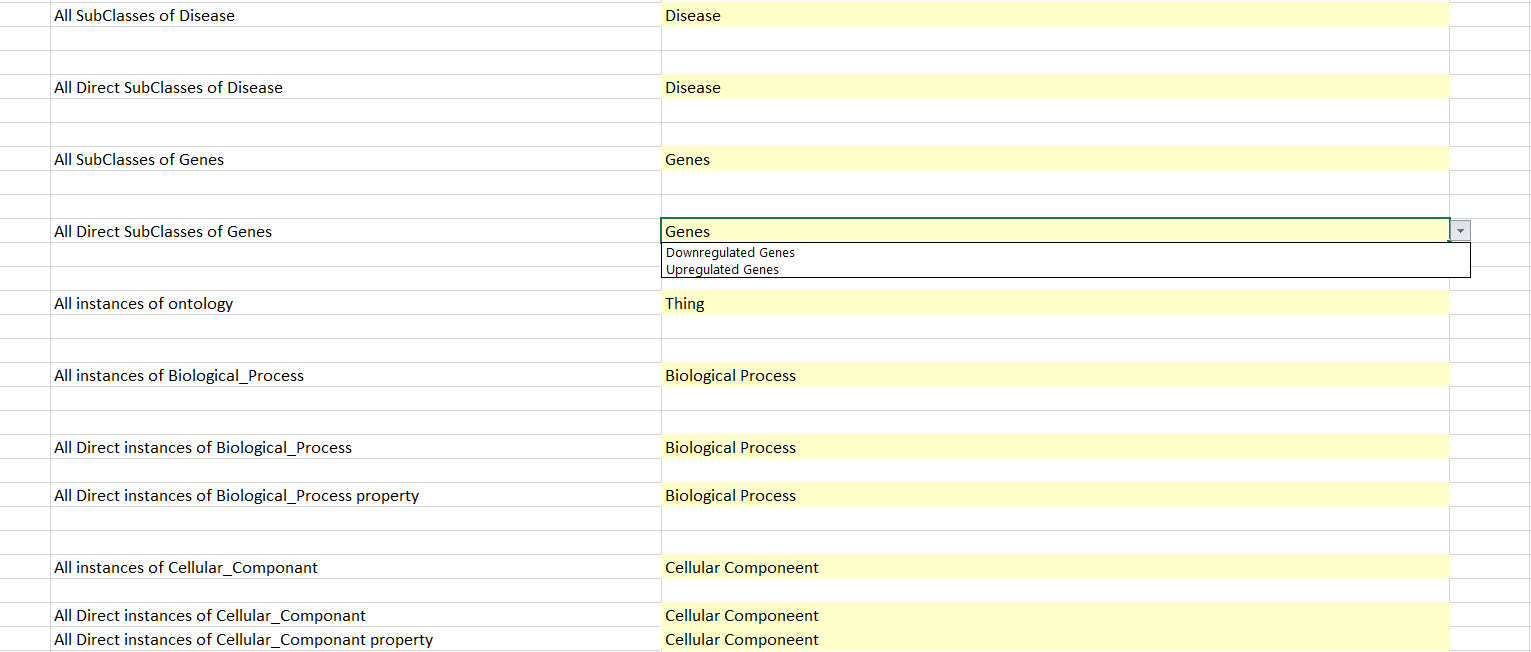 All SubClasses of Disease Disease
All Direct SubClasses of Disease Disease
All SubClasses of Genes Genes
All Direct SubClasses of Genes Genes
Downregulated Genes
Upregulated Genes
All instances of ontology Thing
All instances of Biological_Process Biological Process
All Direct instances of Biological_Process Biological Process
All Direct instances of Biological_Process property Biological Process
All instances of Cellular_Componant Cellular Componeent
All Direct instances of Cellular_Componant Cellular Componeent
All Direct instances of Cellular_Componant property Cellular Componeent